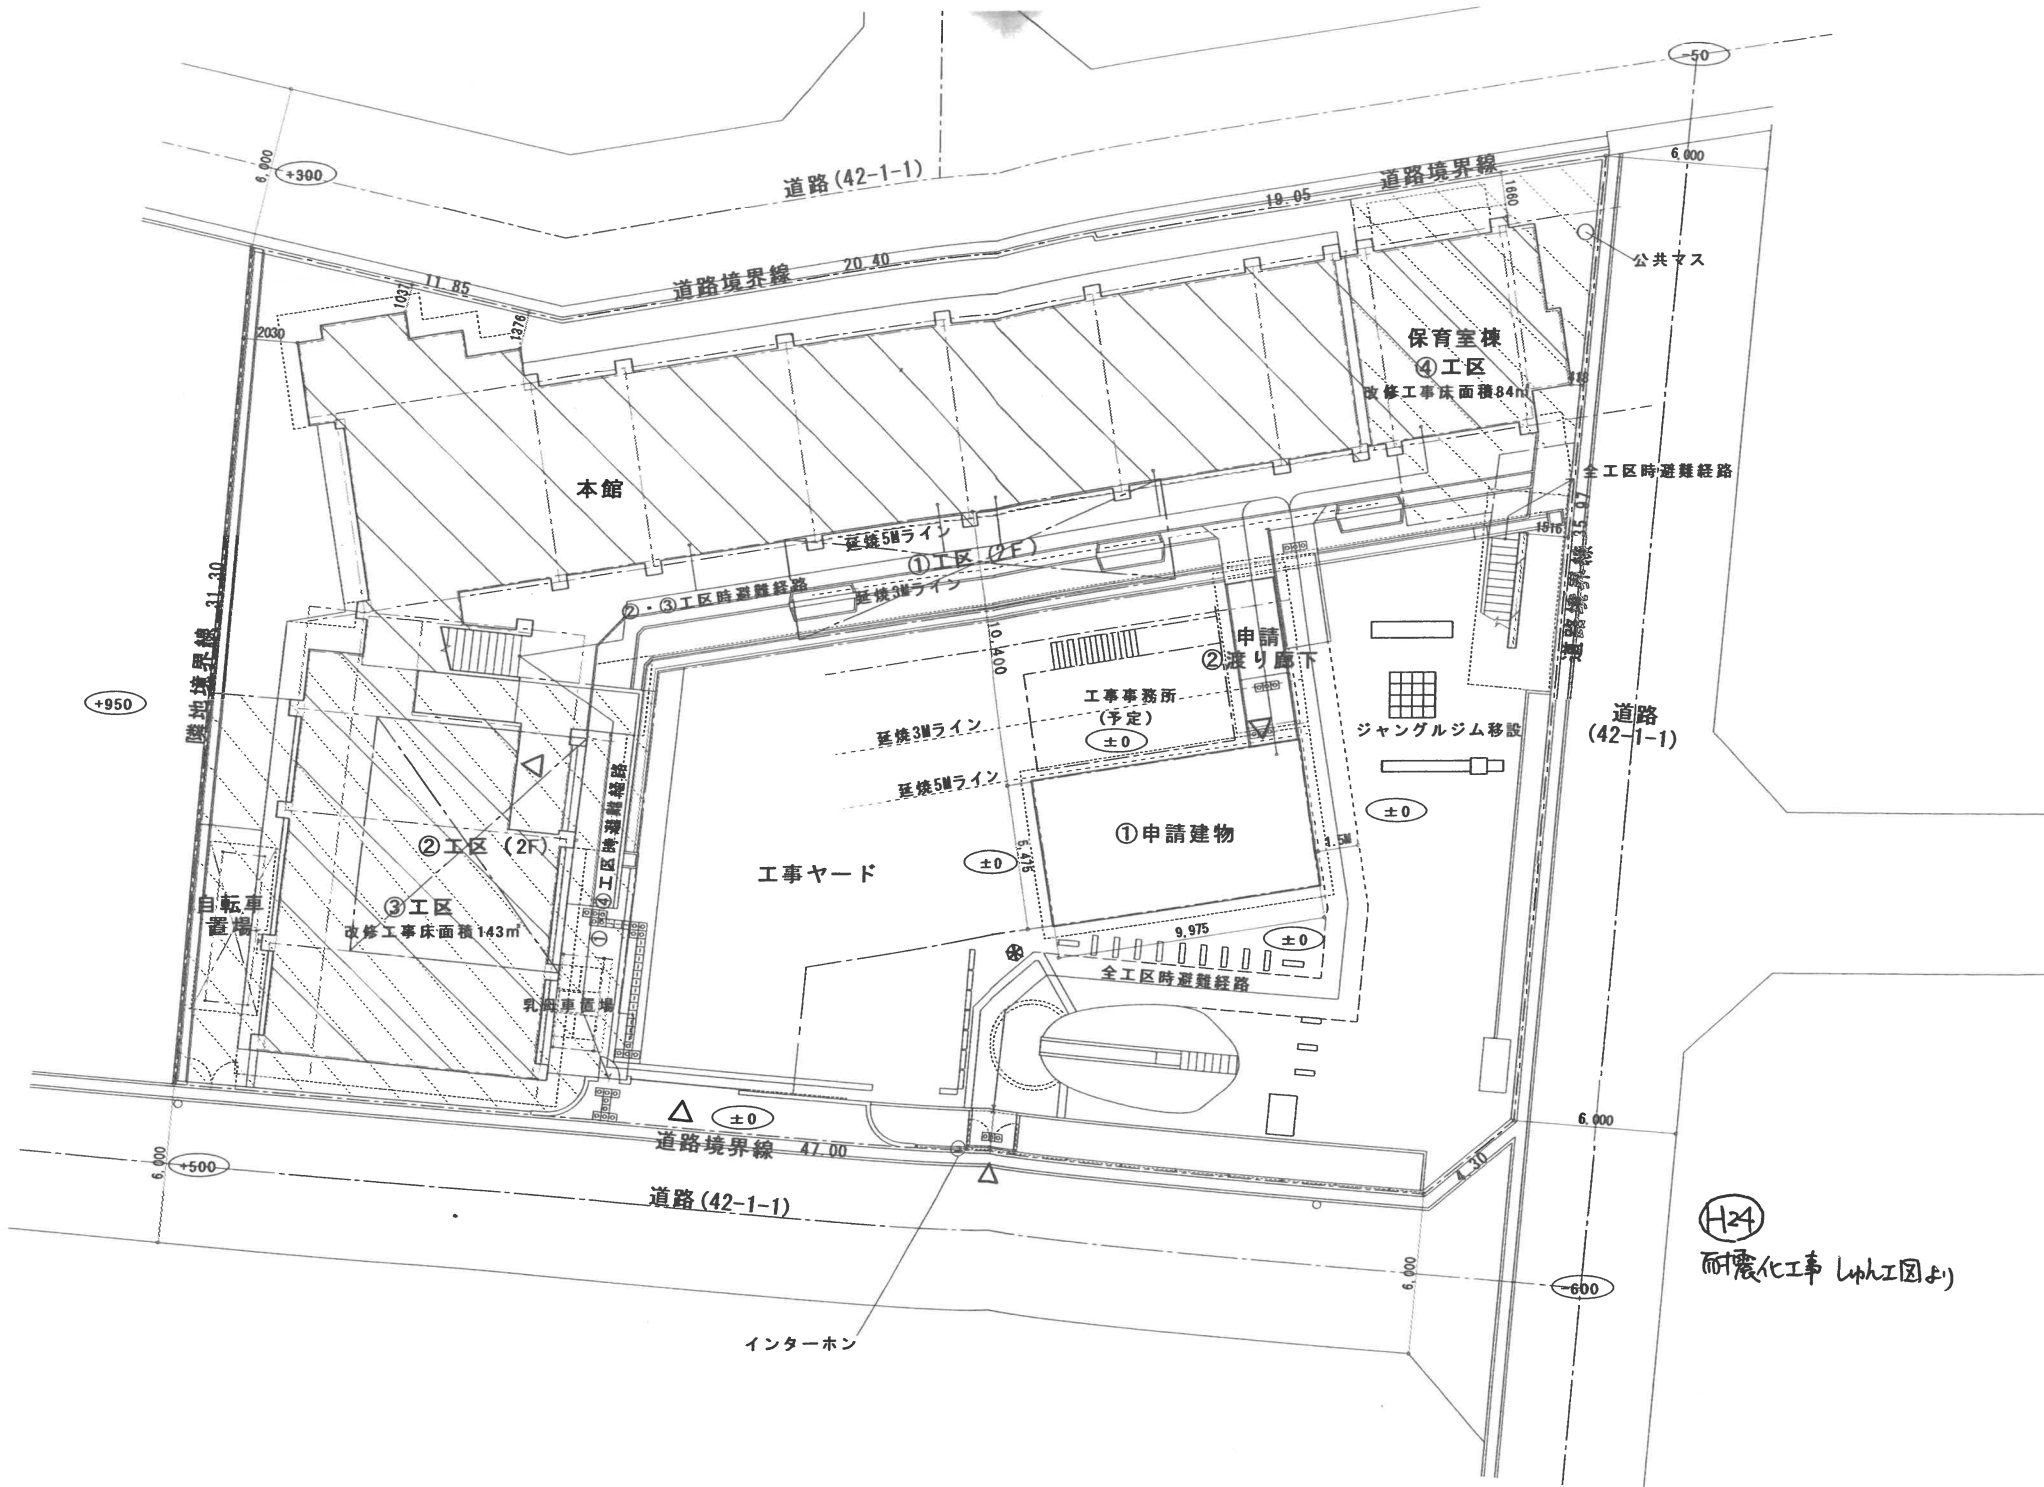 -50
6,000
+300
6,000
道路(42-1-1)
道路境界線
19.05
1660
公共マス
道路境界線
20.40
11.85
1037
1376
2030
保育室棟
④工区
改修工事床面積84㎡
418
本館
全工区時避難経路
延焼5Mライン
①工区(2F)
②・③工区時避難経路
延焼3Mライン
1516
道路境界線 35.97
隣地境界線 31.30
10,400
申請
②渡り廊下
工事事務所
(予定)
±0
延焼3Mライン
延焼5Mライン
ジャングルジム移設
道路
(42-1-1)
+950
④工区時避難経路
②工区(2F)
①申請建物
±0
±0
工事ヤード
自転車
置場
③工区
改修工事床面積143㎡
①
9,975
±0
全工区時避難経路
乳母車置場
±0
道路境界線 47.00
6,000
4.30
6,000
+500
道路(42-1-1)
6,000
-600
インターホン
H24
耐震化工事 しゅん工図より